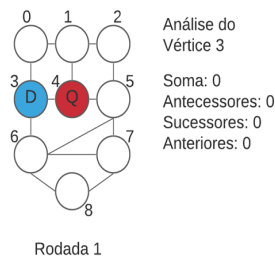 0 1 2
Análise do
Vértice 3
3 D 4 Q 5
Soma: 0
Antecessores: 0
Sucessores: 0
Anteriores: 0
6 7
8
Rodada 1